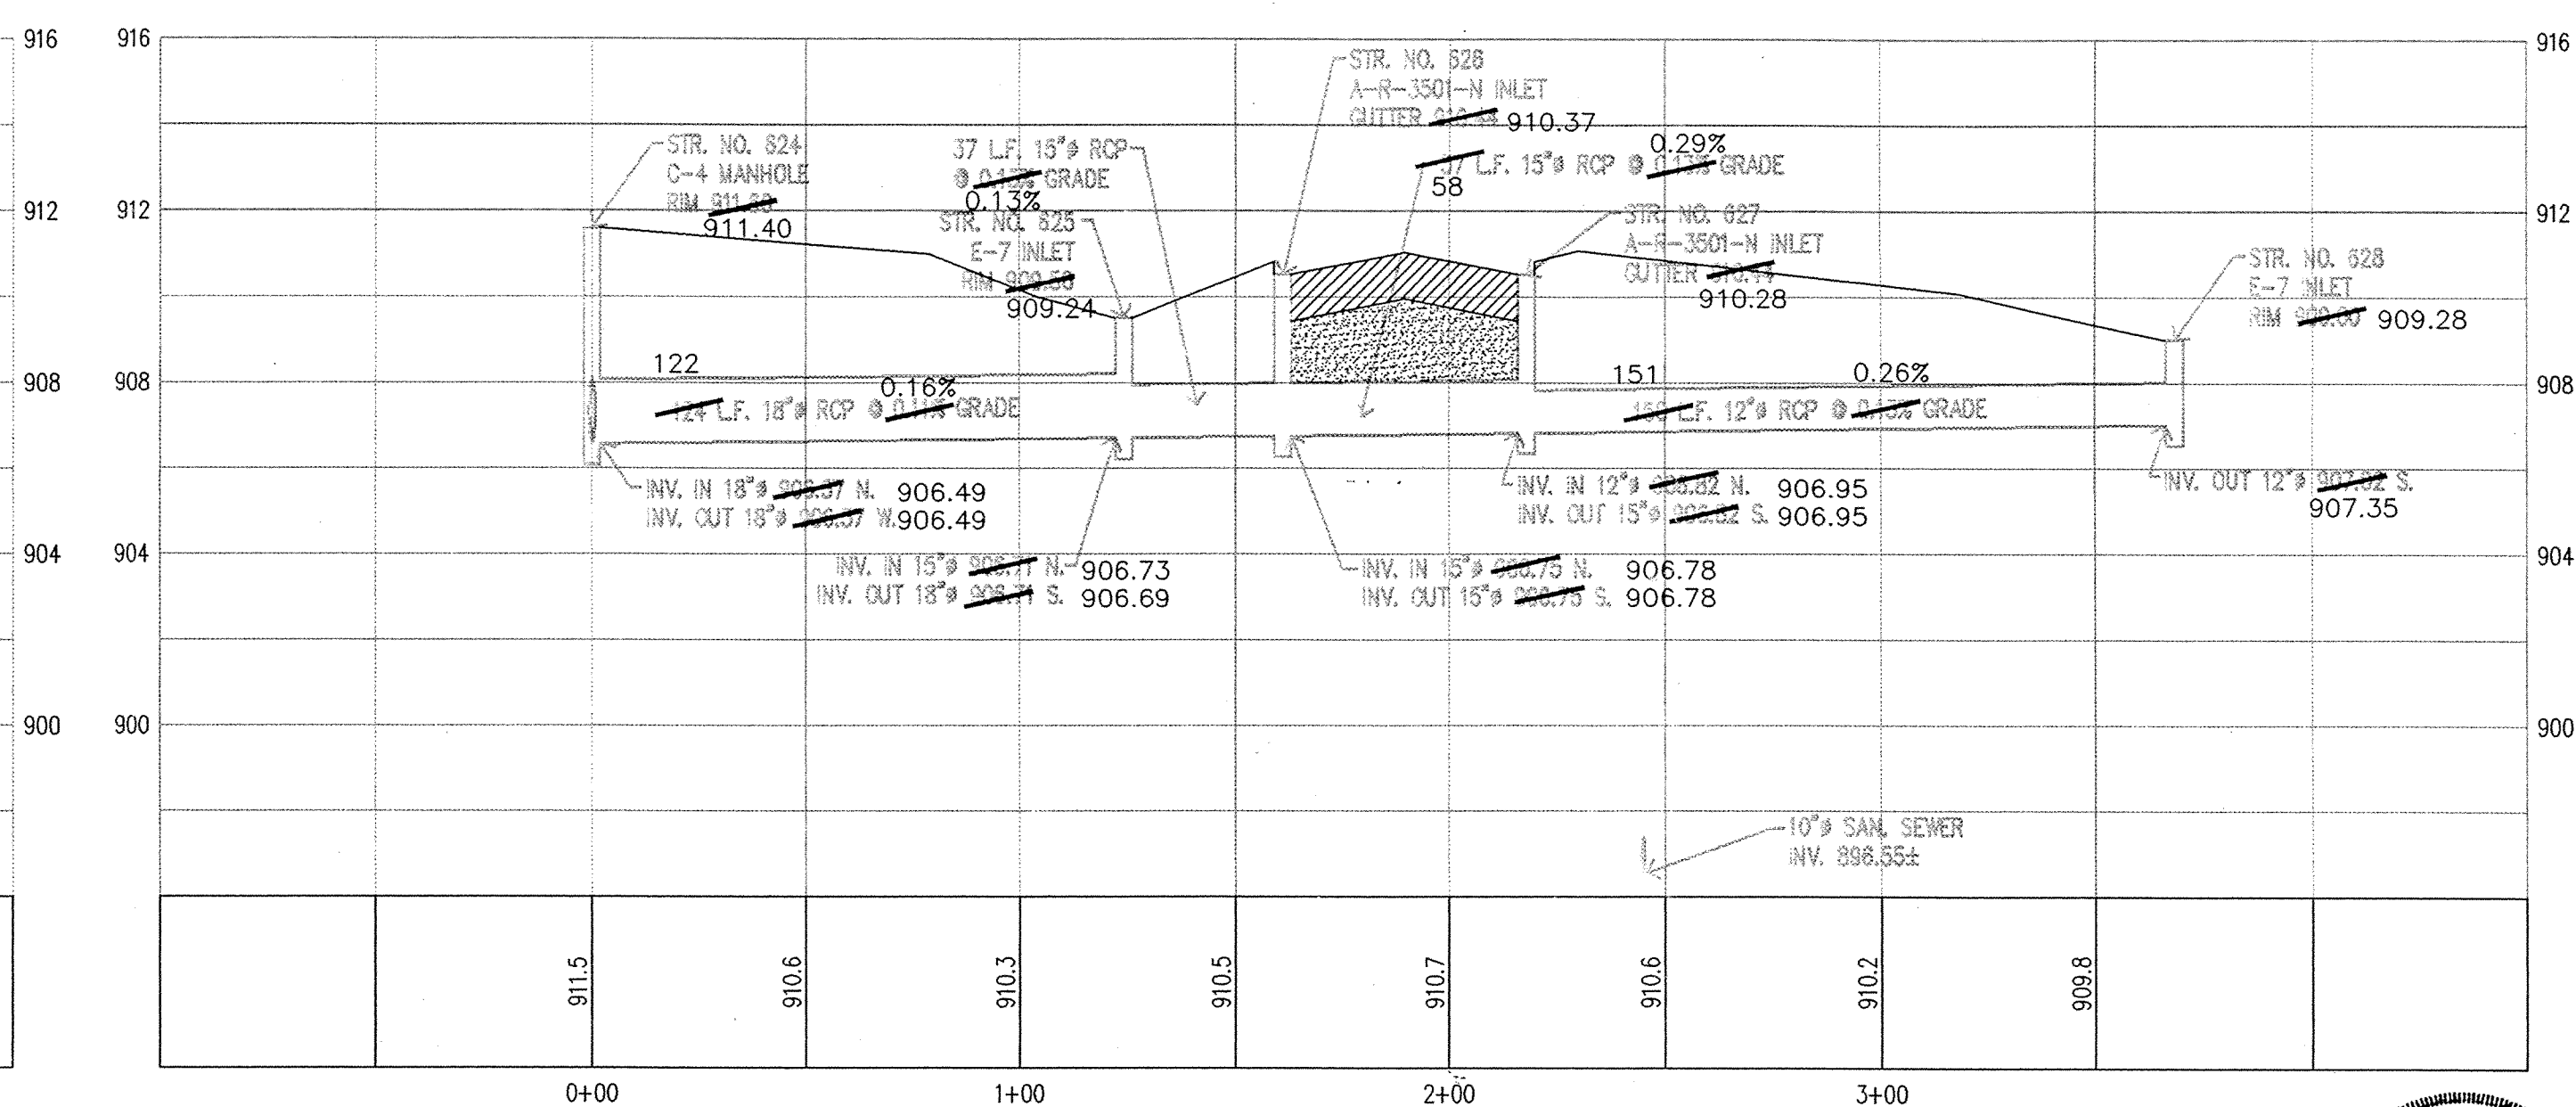 916
916
916
STR. NO. 626
A-R-3501-N INLET
GUTTER 910.37
STR. NO. 624
C-4 MANHOLE
RIM
911.40
37 L.F. 15"ø RCP
@ GRADE
0.13%
0.29%
L.F. 15"ø RCP @ GRADE
58
912
912
912
STR. NO. 625
E-7 INLET
RIM
909.24
STR. NO. 627
A-R-3501-N INLET
GUTTER
910.28
STR. NO. 628
E-7 INLET
RIM 909.28
908
908
908
122
0.16%
L.F. 18"ø RCP @ GRADE
151
0.26%
L.F. 12"ø RCP @ GRADE
INV. IN 18"ø N. 906.49
INV. OUT 18"ø W. 906.49
INV. IN 12"ø N. 906.95
INV. OUT 15"ø S. 906.95
INV. OUT 12"ø S.
907.35
904
904
904
INV. IN 15"ø N. 906.73
INV. OUT 18"ø S. 906.69
INV. IN 15"ø N. 906.78
INV. OUT 15"ø S. 906.78
900
900
900
10"ø SAN. SEWER
INV. 896.55±
911.5
910.6
910.3
910.5
910.7
910.6
910.2
909.8
0+00
1+00
2+00
3+00